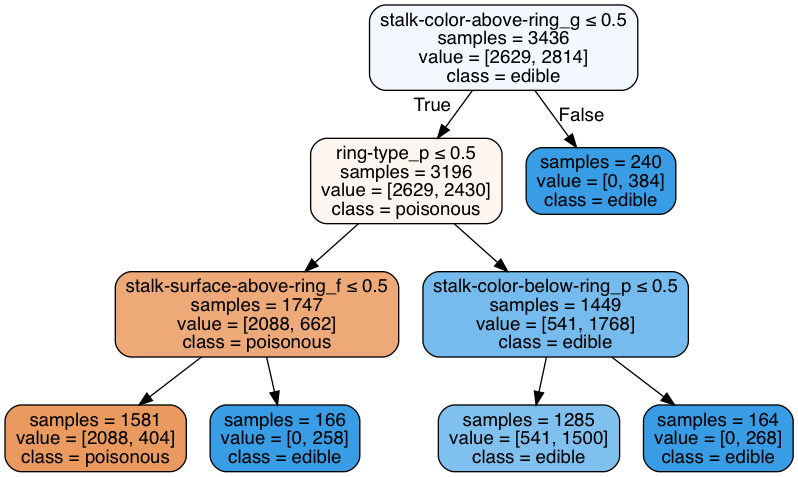 stalk-color-above-ring_g ≤ 0.5
samples = 3436
value = [2629, 2814]
class = edible
True
False
ring-type_p ≤ 0.5
samples = 3196
value = [2629, 2430]
class = poisonous
samples = 240
value = [0, 384]
class = edible
stalk-surface-above-ring_f ≤ 0.5
samples = 1747
value = [2088, 662]
class = poisonous
stalk-color-below-ring_p ≤ 0.5
samples = 1449
value = [541, 1768]
class = edible
samples = 1581
value = [2088, 404]
class = poisonous
samples = 166
value = [0, 258]
class = edible
samples = 1285
value = [541, 1500]
class = edible
samples = 164
value = [0, 268]
class = edible